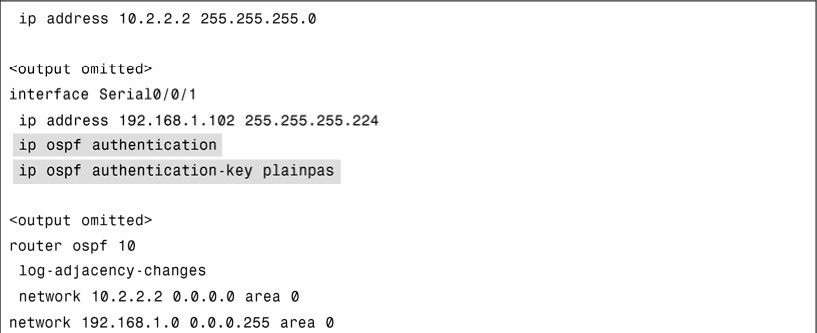 ip address 10.2.2.2 255.255.255.0
<output omitted>
interface Serial0/0/1
ip address 192.168.1.102 255.255.255.224
ip ospf authentication
ip ospf authentication-key plainpas
<output omitted>
router ospf 10
log-adjacency-changes
network 10.2.2.2 0.0.0.0 area 0
network 192.168.1.0 0.0.0.255 area 0